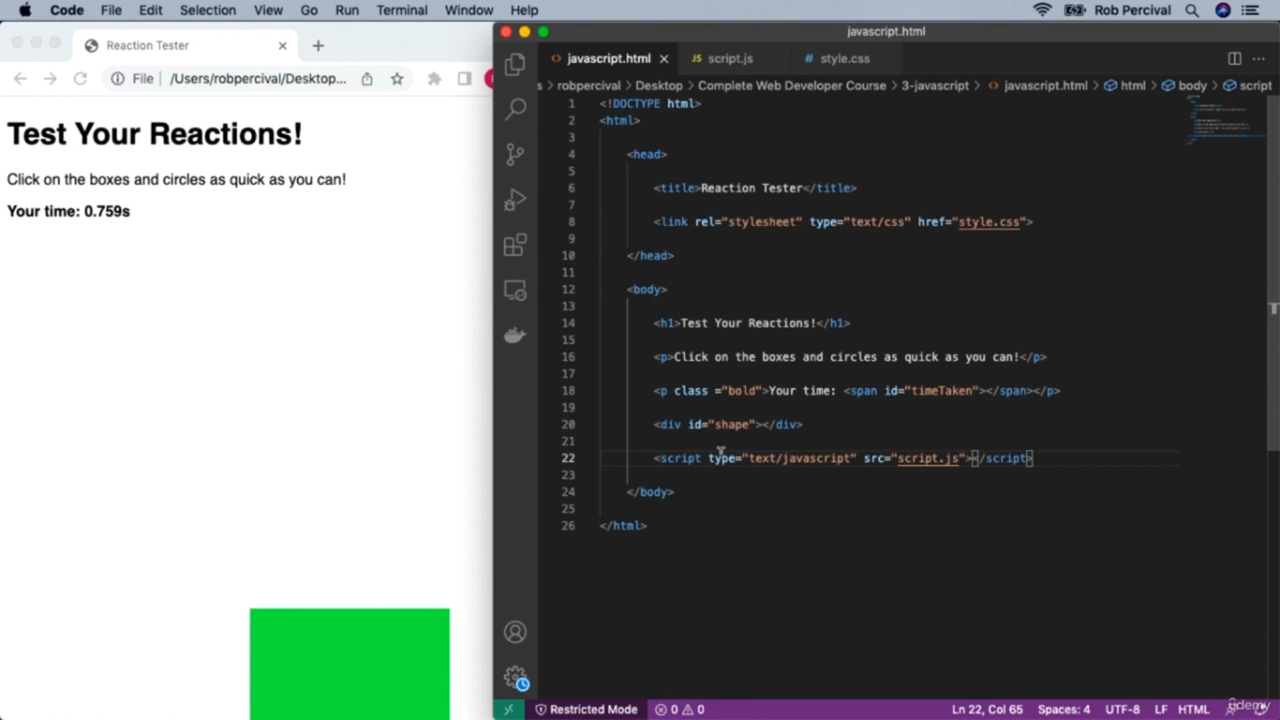 Code File Edit Selection View Go Run Terminal Window Help Rob Percival
Reaction Tester
File /Users/robpercival/Desktop...
Test Your Reactions!
Click on the boxes and circles as quick as you can!
Your time: 0.759s
javascript.html
javascript.html script.js style.css
JS #
s robpercival Desktop Complete Web Developer Course 3-javascript javascript.html html body script
1 <!DOCTYPE html>
2 <html>
3
4 <head>
5
6 <title>Reaction Tester</title>
7
8 <link rel="stylesheet" type="text/css" href="style.css">
9
10 </head>
11
12 <body>
13
14 <h1>Test Your Reactions!</h1>
15
16 <p>Click on the boxes and circles as quick as you can!</p>
17
18 <p class ="bold">Your time: <span id="timeTaken"></span></p>
19
20 <div id="shape"></div>
21
22 <script type="text/javascript" src="script.js"></script>
23
24 </body>
25
26 </html>
Restricted Mode 0 0 Ln 22, Col 65 Spaces: 4 UTF-8 LF HTML
ûdemy